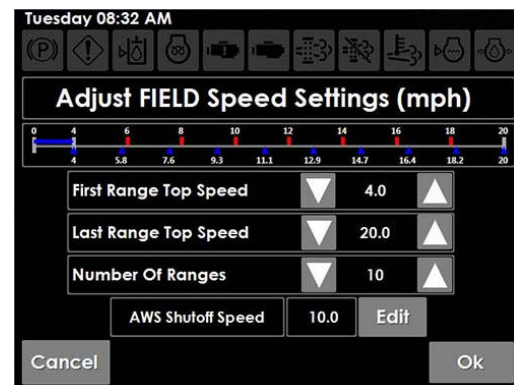 Tuesday 08:32 AM
(P)
Adjust FIELD Speed Settings (mph)
0 4 6 8 10 12 14 16 18 20
4 5.8 7.6 9.3 11.1 12.9 14.7 16.4 18.2 20
First Range Top Speed 4.0
Last Range Top Speed 20.0
Number Of Ranges 10
AWS Shutoff Speed 10.0 Edit
Cancel Ok